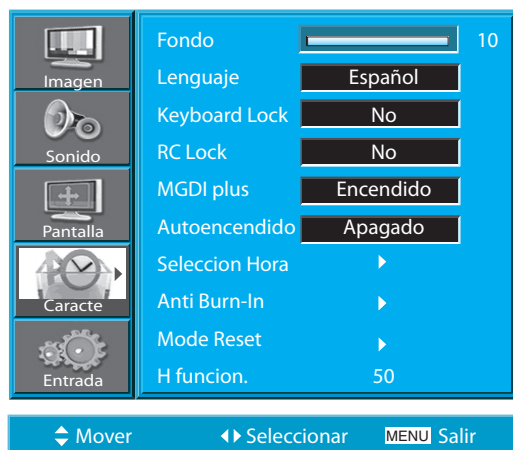 Imagen
Sonido
Pantalla
Caracte
Entrada
Fondo 10
Lenguaje Español
Keyboard Lock No
RC Lock No
MGDI plus Encendido
Autoencendido Apagado
Seleccion Hora
Anti Burn-In
Mode Reset
H funcion. 50
Mover Seleccionar MENU Salir